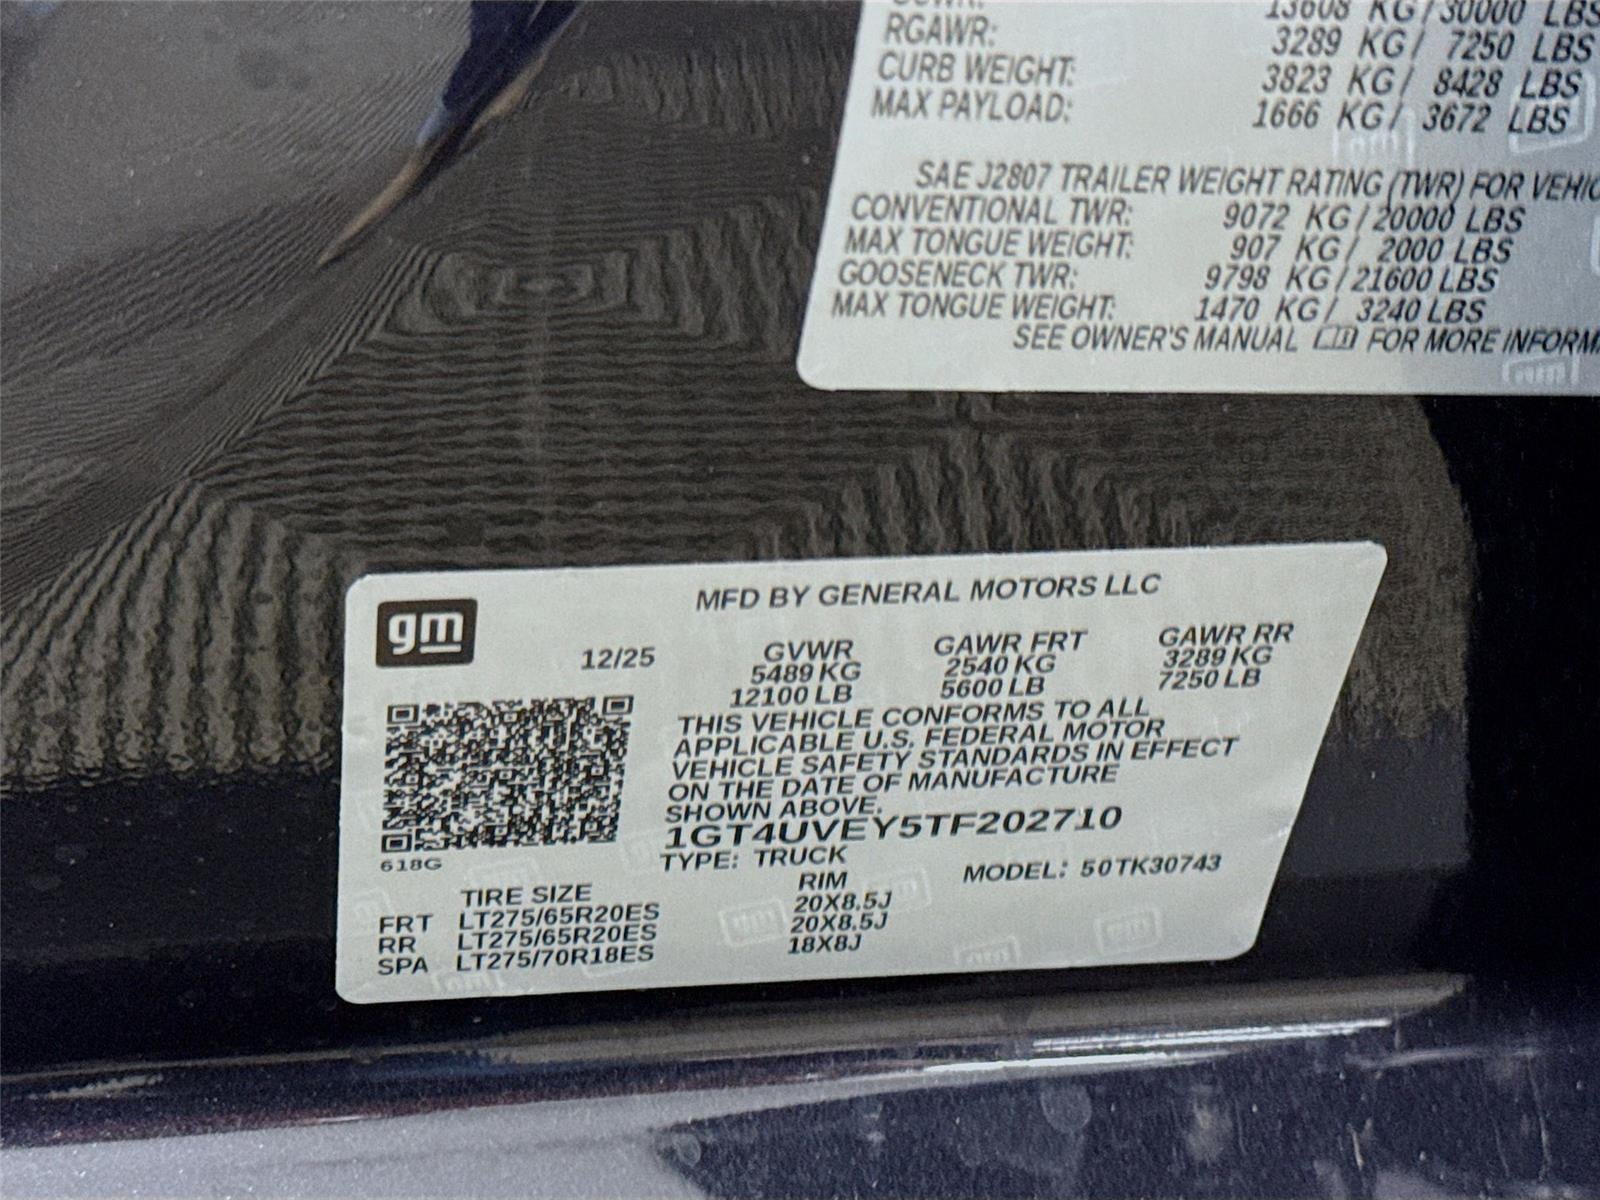 13608 KG/30000 LBS
RGAWR: 3289 KG/ 7250 LBS
CURB WEIGHT: 3823 KG/ 8428 LBS
MAX PAYLOAD: 1666 KG/ 3672 LBS
SAE J2807 TRAILER WEIGHT RATING (TWR) FOR
CONVENTIONAL TWR: 9072 KG/20000 LBS
MAX TONGUE WEIGHT: 907 KG/ 2000 LBS
GOOSENECK TWR: 9798 KG/21600 LBS
MAX TONGUE WEIGHT: 1470 KG/ 3240 LBS
SEE OWNER'S MANUAL FOR MORE
gm
MFD BY GENERAL MOTORS LLC
12/25 GVWR GAWR FRT GAWR RR
5489 KG 2540 KG 3289 KG
12100 LB 5600 LB 7250 LB
THIS VEHICLE CONFORMS TO ALL
APPLICABLE U.S. FEDERAL MOTOR
VEHICLE SAFETY STANDARDS IN EFFECT
ON THE DATE OF MANUFACTURE
SHOWN ABOVE.
1GT4UVEY5TF202710
618G
TYPE: TRUCK MODEL: 50TK30743
TIRE SIZE RIM
FRT LT275/65R20ES 20X8.5J
RR LT275/65R20ES 20X8.5J
SPA LT275/70R18ES 18X8J